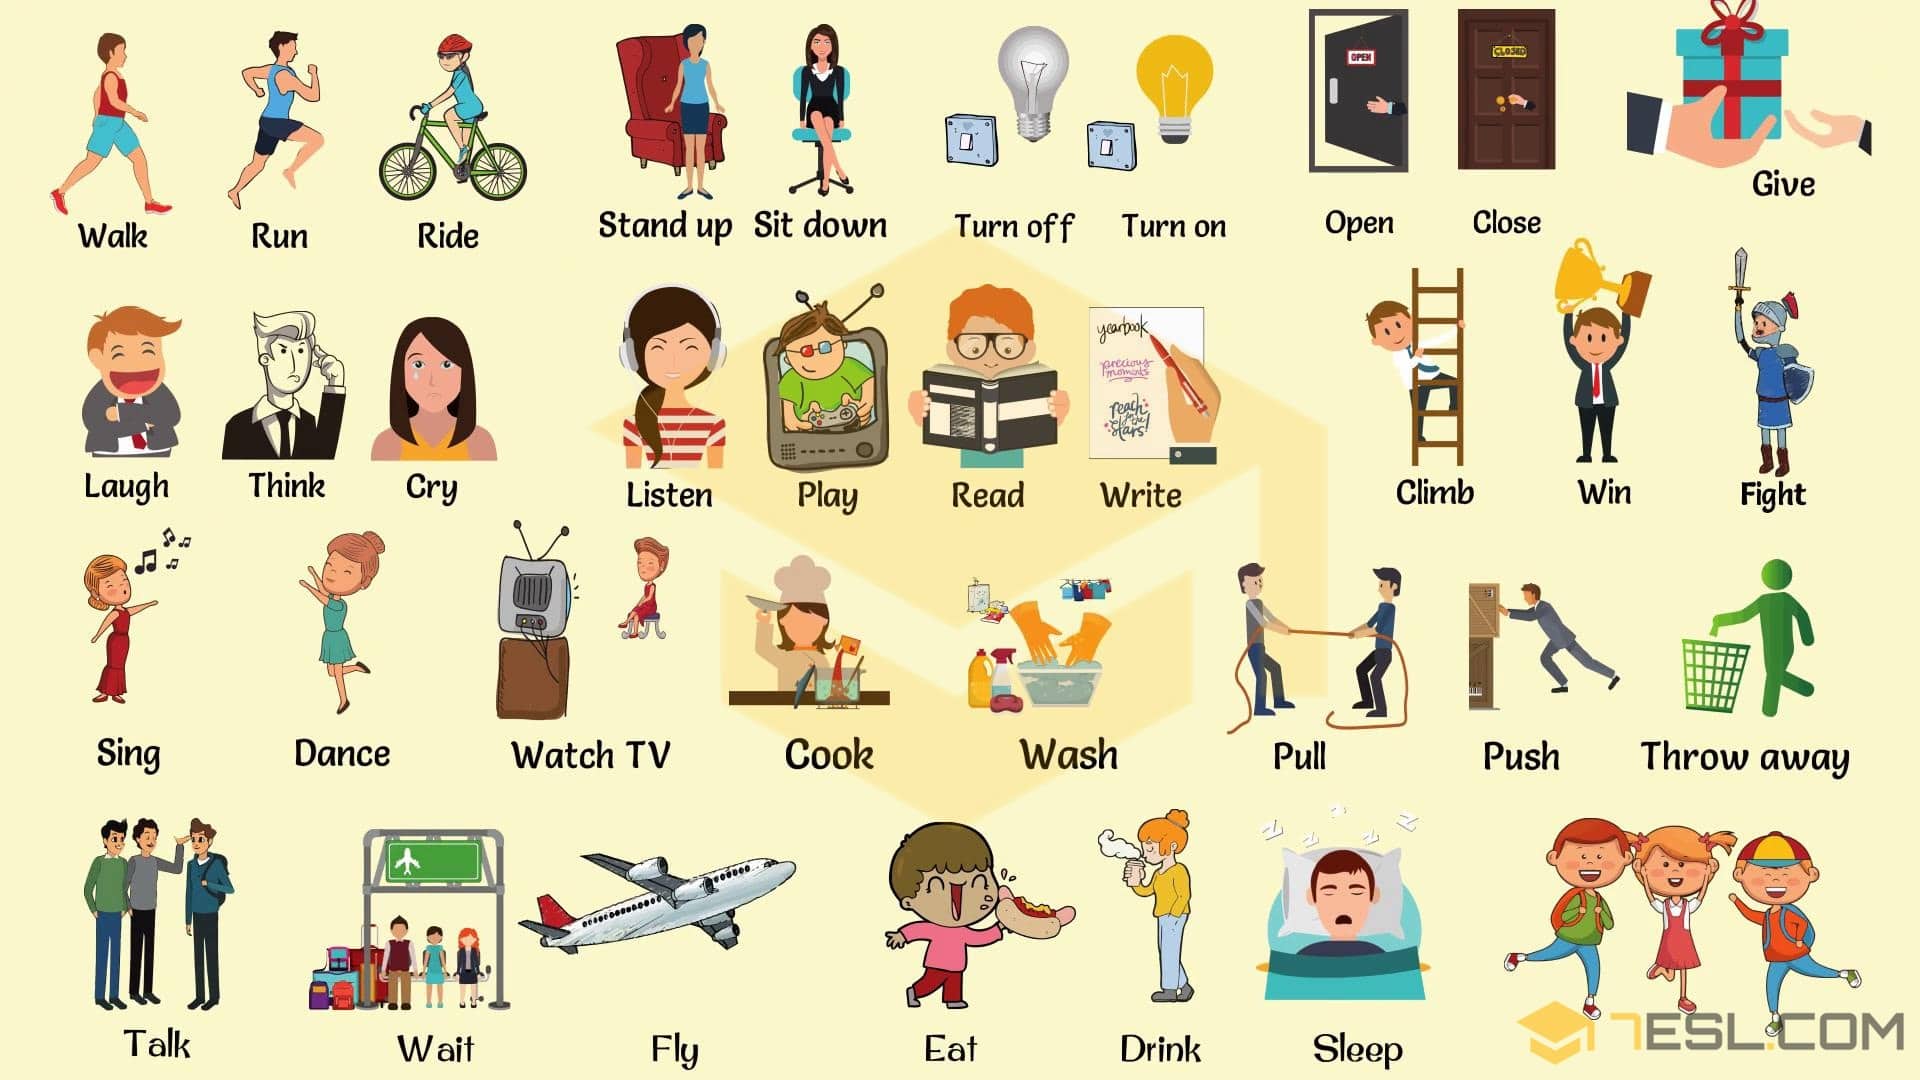 OPEN
CLOSED
Give
Walk
Run
Ride
Stand up
Sit down
Turn off
Turn on
Open
Close
yearbook
precious
moments
reach
for the
stars!
Laugh
Think
Cry
Listen
Play
Read
Write
Climb
Win
Fight
Sing
Dance
Watch TV
Cook
Wash
Pull
Push
Throw away
Z Z Z Z Z
Talk
Wait
Fly
Eat
Drink
Sleep
7ESL.COM